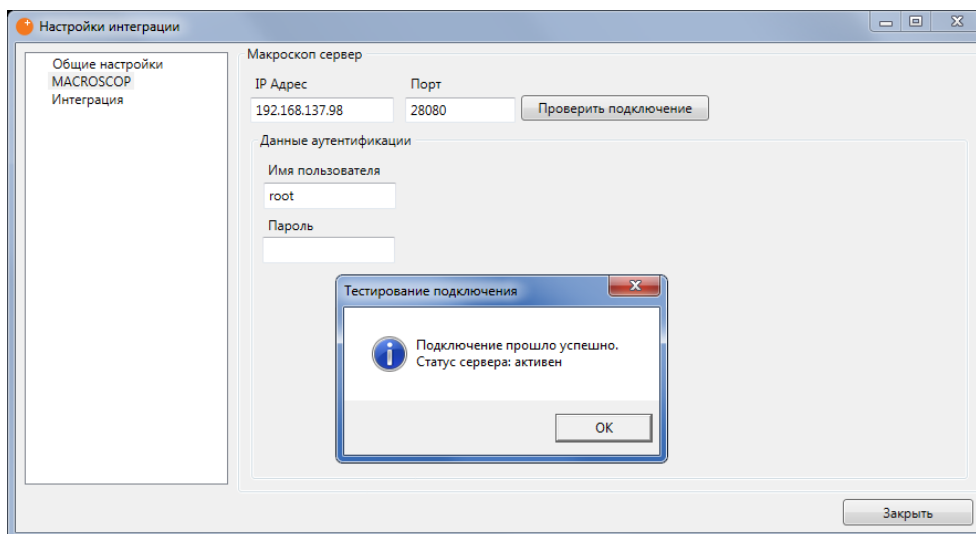 Настройки интеграции
Общие настройки
MACROSCOP
Интеграция
Макроскоп сервер
IP Адрес Порт
192.168.137.98 28080 Проверить подключение
Данные аутентификации
Имя пользователя
root
Пароль
Тестирование подключения
Подключение прошло успешно.
Статус сервера: активен
OK
Закрыть